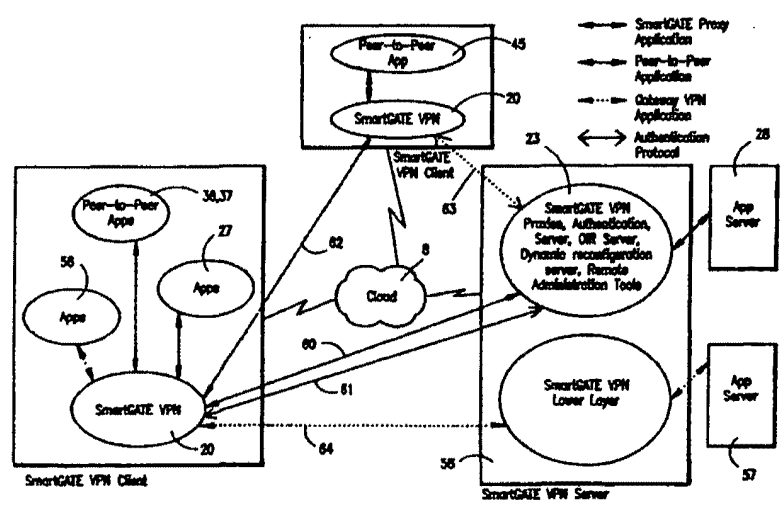 Peer-to-Peer
App
45
SmartGATE VPN
20
SmartGATE
VPN Client
SmartGATE Proxy
Application
Peer-to-Peer
Application
Gateway VPN
Application
Authentication
Protocol
23
28
63
SmartGATE VPN
Proxies, Authentication,
Server, OIR Server,
Dynamic reconfiguration
server, Remote
Administration Tools
App
Server
36,37
Peer-to-Peer
Apps
27
56
Apps
Apps
62
8
Cloud
60
61
SmartGATE VPN
20
64
SmartGATE VPN
Lower Layer
App
Server
58
57
SmartGATE VPN Client
SmartGATE VPN Server